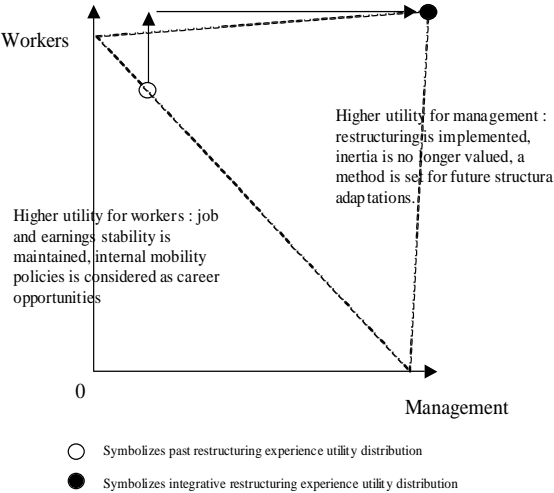 Workers
Higher utility for management :
restructuring is implemented,
inertia is no longer valued, a
method is set for future structura
adaptations.
Higher utility for workers : job
and earnings stability is
maintained, internal mobility
policies is considered as career
opportunities
0
Management
Symbolizes past restructuring experience utility distribution
Symbolizes integrative restructuring experience utility distribution